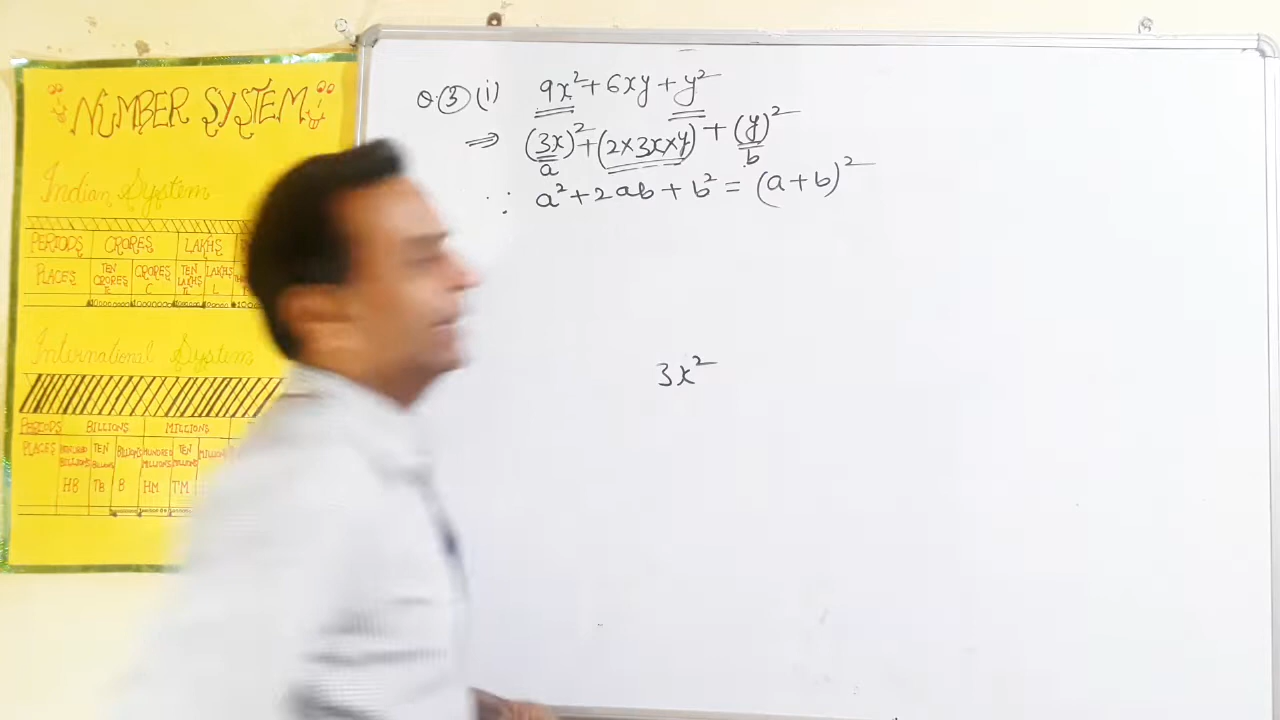 NUMBER SYSTEM
Indian System
PERIODS CRORES LAKHS
PLACES TEN CRORES CRORES C TEN LAKHS LAKHS L
International System
PERIODS BILLIONS MILLIONS
PLACES HUNDRED BILLIONS TEN BILLIONS BILLIONS HUNDRED MILLIONS TEN MILLIONS
HB TB B HM TM
Q.③ (i) 9x² + 6xy + y²
⇒ (3x)² + (2×3x×y) + (y)²
a b
∴ a² + 2ab + b² = (a+b)²
3x²